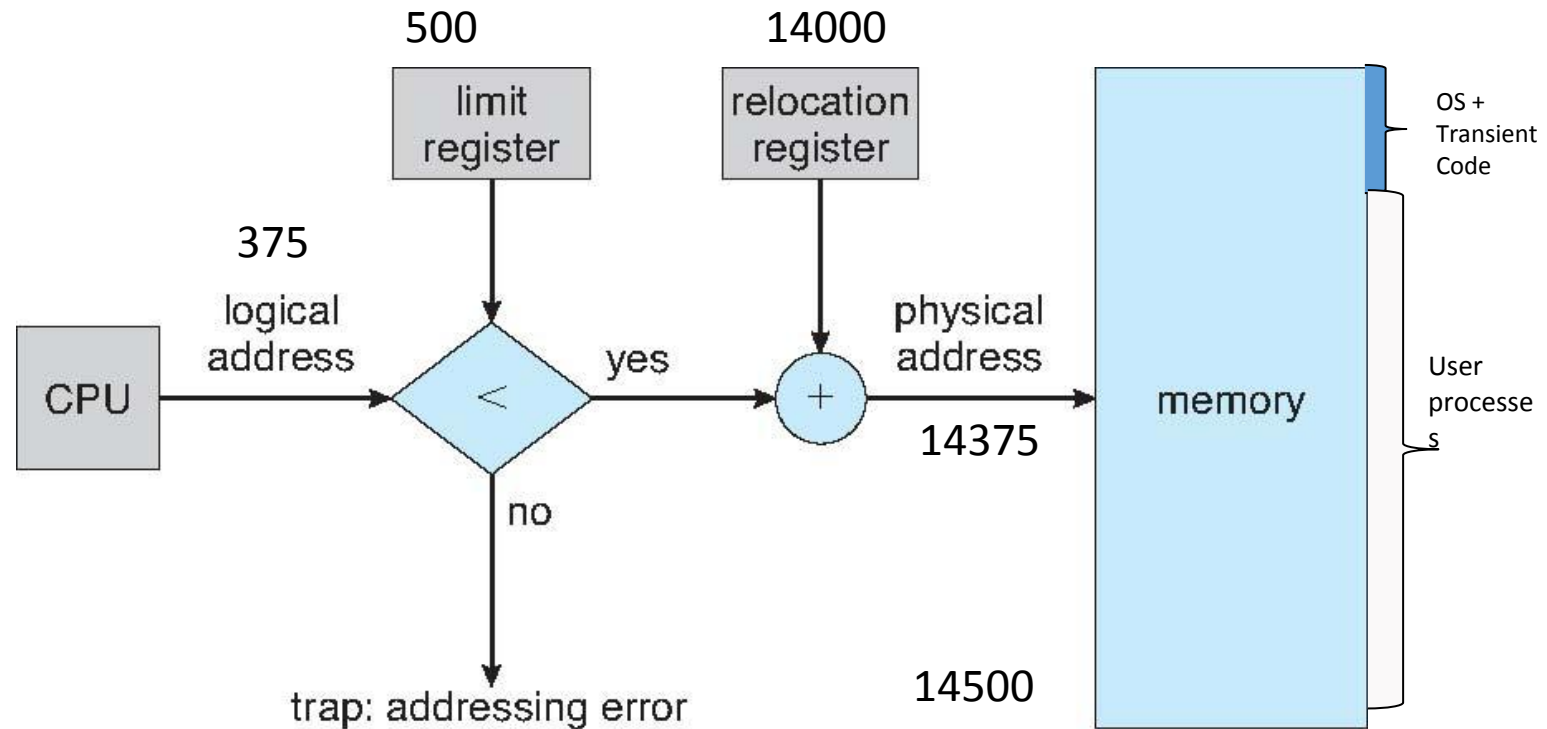 500
14000
limit
register
relocation
register
OS +
Transient
Code
375
logical
address
yes
physical
address
CPU
<
+
memory
User
processe
s
14375
no
14500
trap: addressing error